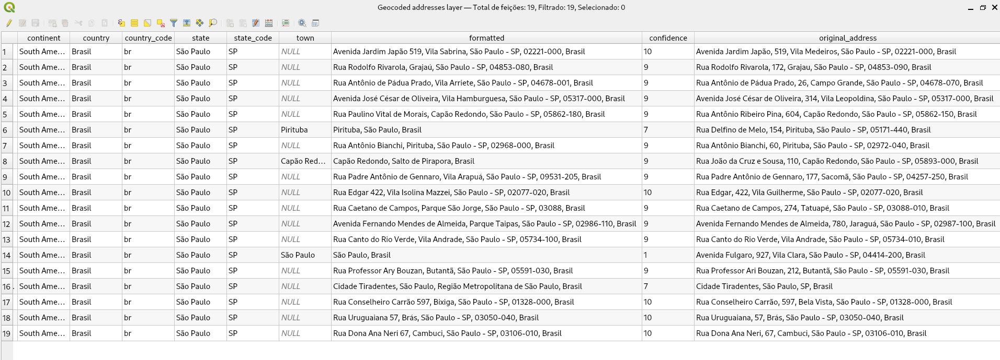 Geocoded addresses layer — Total de feições: 19, Filtrado: 19, Selecionado: 0
continent country country_code state state_code town formatted confidence original_address
1 South Ame... Brasil br São Paulo SP NULL Avenida Jardim Japão 519, Vila Sabrina, São Paulo - SP, 02221-000, Brasil 10 Avenida Jardim Japão, 519, Vila Medeiros, São Paulo - SP, 02221-000, Brasil
2 South Ame... Brasil br São Paulo SP NULL Rua Rodolfo Rivarola, Grajaú, São Paulo - SP, 04853-080, Brasil 9 Rua Rodolfo Rivarola, 172, Grajau, São Paulo - SP, 04853-090, Brasil
3 South Ame... Brasil br São Paulo SP NULL Rua Antônio de Pádua Prado, Vila Arriete, São Paulo - SP, 04678-001, Brasil 9 Rua Antônio de Pádua Prado, 26, Campo Grande, São Paulo - SP, 04678-070, Brasil
4 South Ame... Brasil br São Paulo SP NULL Avenida José César de Oliveira, Vila Hamburguesa, São Paulo - SP, 05317-000, Brasil 9 Avenida José César de Oliveira, 314, Vila Leopoldina, São Paulo - SP, 05317-000, Brasil
5 South Ame... Brasil br São Paulo SP NULL Rua Paulino Vital de Morais, Capão Redondo, São Paulo - SP, 05862-180, Brasil 9 Rua Antônio Ribeiro Pina, 604, Capão Redondo, São Paulo - SP, 05862-150, Brasil
6 South Ame... Brasil br São Paulo SP Pirituba Pirituba, São Paulo, Brasil 7 Rua Delfino de Melo, 154, Pirituba, São Paulo - SP, 05171-440, Brasil
7 South Ame... Brasil br São Paulo SP NULL Rua Antônio Bianchi, Pirituba, São Paulo - SP, 02968-000, Brasil 9 Rua Antônio Bianchi, 60, Pirituba, São Paulo - SP, 02972-040, Brasil
8 South Ame... Brasil br São Paulo SP Capão Red... Capão Redondo, Salto de Pirapora, Brasil 9 Rua João da Cruz e Sousa, 110, Capão Redondo, São Paulo - SP, 05893-000, Brasil
9 South Ame... Brasil br São Paulo SP NULL Rua Padre Antônio de Gennaro, Vila Arapuá, São Paulo - SP, 09531-205, Brasil 9 Rua Padre Antônio de Gennaro, 177, Sacomã, São Paulo - SP, 04257-250, Brasil
10 South Ame... Brasil br São Paulo SP NULL Rua Edgar 422, Vila Isolina Mazzei, São Paulo - SP, 02077-020, Brasil 10 Rua Edgar, 422, Vila Guilherme, São Paulo - SP, 02077-020, Brasil
11 South Ame... Brasil br São Paulo SP NULL Rua Caetano de Campos, Parque São Jorge, São Paulo - SP, 03088, Brasil 9 Rua Caetano de Campos, 274, Tatuapé, São Paulo - SP, 03088-010, Brasil
12 South Ame... Brasil br São Paulo SP NULL Avenida Fernando Mendes de Almeida, Parque Taipas, São Paulo - SP, 02986-110, Brasil 9 Avenida Fernando Mendes de Almeida, 780, Jaraguá, São Paulo - SP, 02987-100, Brasil
13 South Ame... Brasil br São Paulo SP NULL Rua Canto do Rio Verde, Vila Andrade, São Paulo - SP, 05734-100, Brasil 9 Rua Canto do Rio Verde, Vila Andrade, São Paulo - SP, 05734-010, Brasil
14 South Ame... Brasil br São Paulo SP São Paulo São Paulo, Brasil 1 Avenida Fulgaro, 927, Vila Clara, São Paulo - SP, 04414-200, Brasil
15 South Ame... Brasil br São Paulo SP NULL Rua Professor Ary Bouzan, Butantã, São Paulo - SP, 05591-030, Brasil 9 Rua Professor Ari Bouzan, 212, Butantã, São Paulo - SP, 05591-030, Brasil
16 . South Ame... Brasil br São Paulo SP NULL Cidade Tiradentes, São Paulo, Região Metropolitana de São Paulo, Brasil 7 Cidade Tiradentes, São Paulo, SP, Brasil
17 South Ame... Brasil br São Paulo SP NULL Rua Conselheiro Carrão 597, Bixiga, São Paulo - SP, 01328-000, Brasil 10 Rua Conselheiro Carrão, 597, Bela Vista, São Paulo - SP, 01328-000, Brasil
18 South Ame... Brasil br São Paulo SP NULL Rua Uruguaiana 57, Brás, São Paulo - SP, 03050-040, Brasil 10 Rua Uruguaiana, 57, Brás, São Paulo - SP, 03050-040, Brasil
19 South Ame... Brasil br São Paulo SP NULL Rua Dona Ana Neri 67, Cambuci, São Paulo - SP, 03106-010, Brasil 10 Rua Dona Ana Neri, 67, Cambuci, São Paulo - SP, 03106-010, Brasil